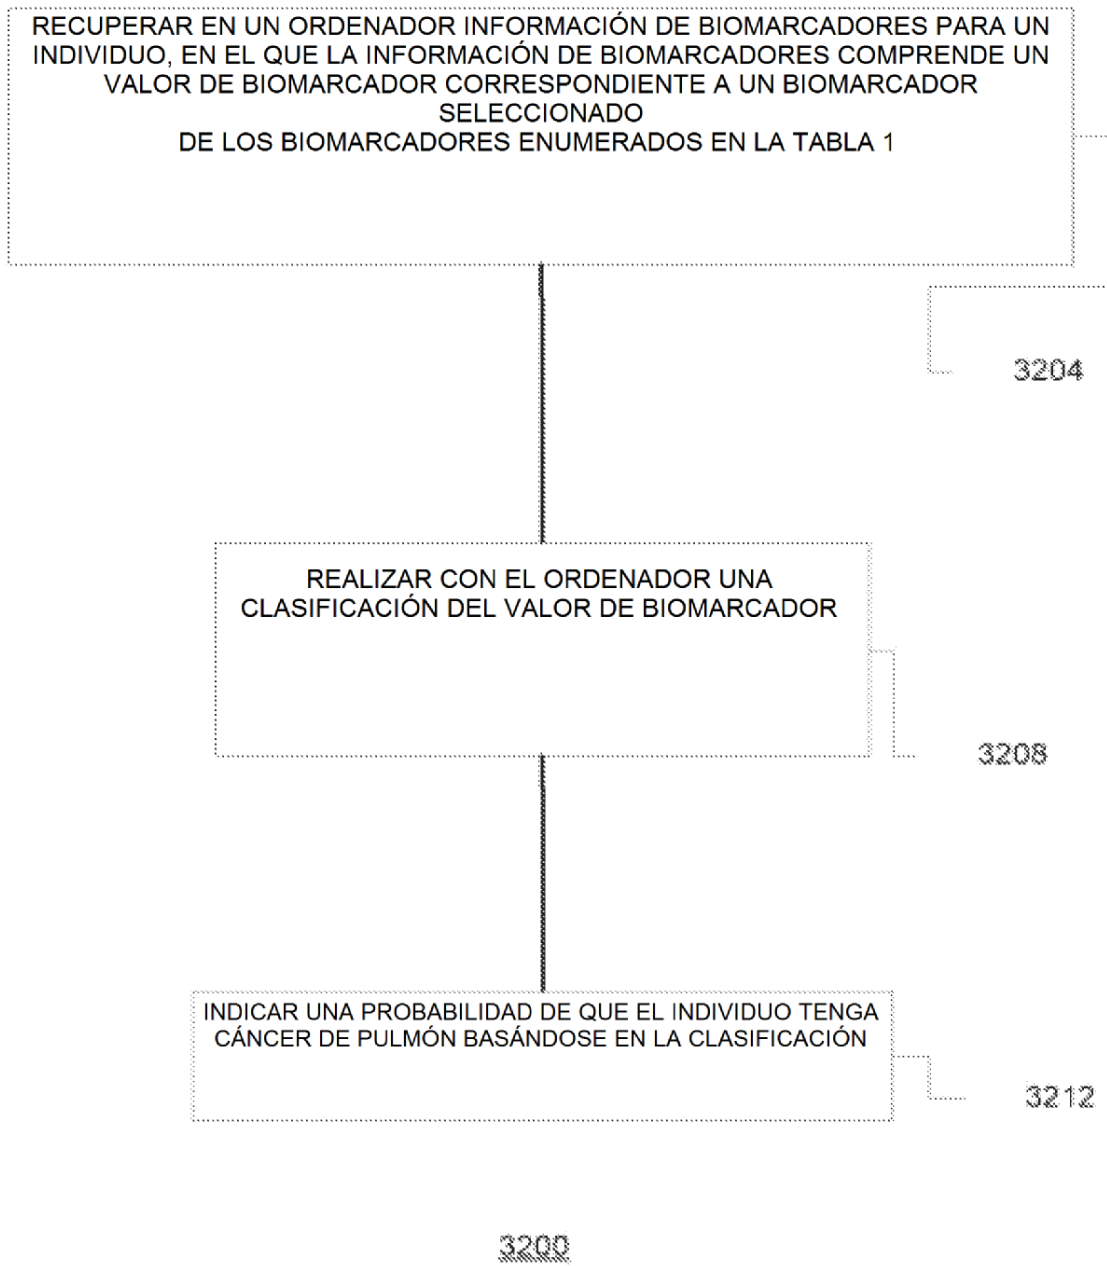 RECUPERAR EN UN ORDENADOR INFORMACIÓN DE BIOMARCADORES PARA UN
INDIVIDUO, EN EL QUE LA INFORMACIÓN DE BIOMARCADORES COMPRENDE UN
VALOR DE BIOMARCADOR CORRESPONDIENTE A UN BIOMARCADOR
SELECCIONADO
DE LOS BIOMARCADORES ENUMERADOS EN LA TABLA 1
3204
REALIZAR CON EL ORDENADOR UNA
CLASIFICACIÓN DEL VALOR DE BIOMARCADOR
3208
INDICAR UNA PROBABILIDAD DE QUE EL INDIVIDUO TENGA
CÁNCER DE PULMÓN BASÁNDOSE EN LA CLASIFICACIÓN
3212
3200